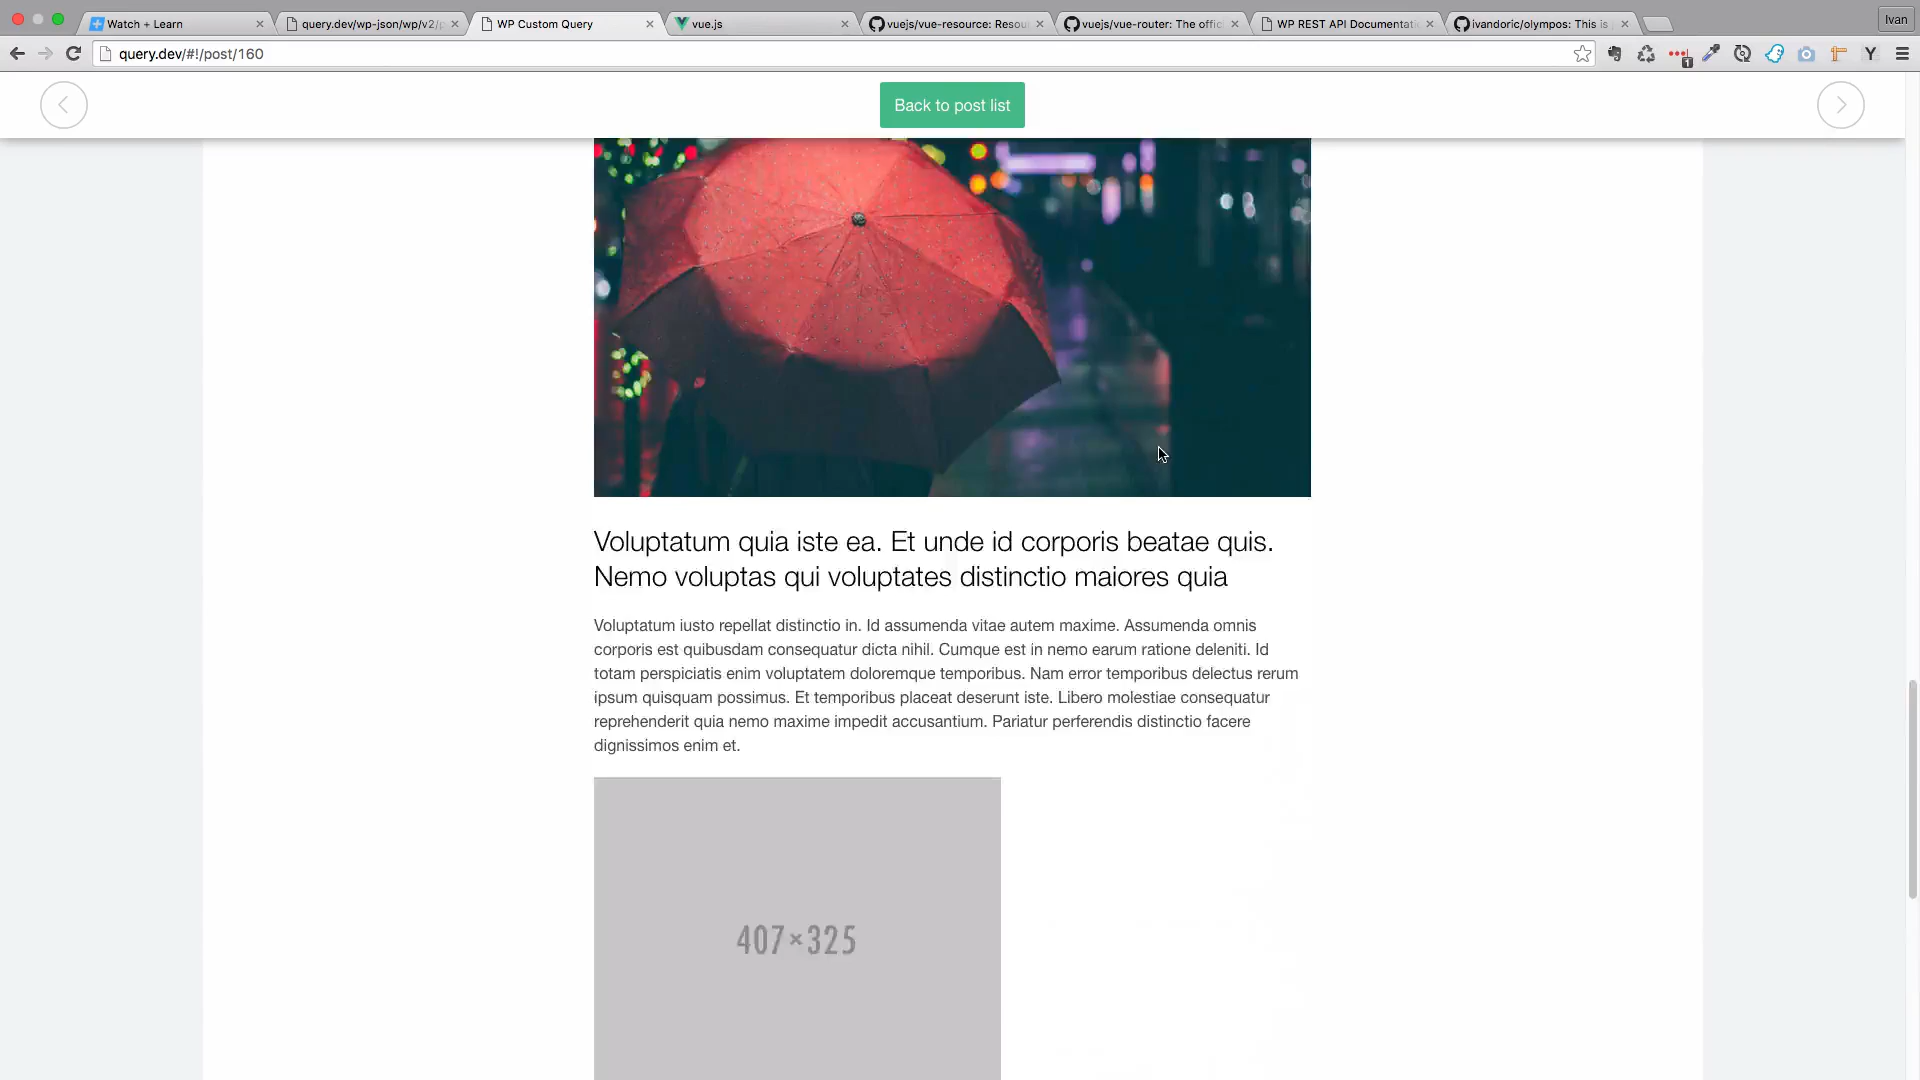 Watch + Learn
query.dev/wp-json/wp/v2/p
WP Custom Query
vue.js
vuejs/vue-resource: Resou
vuejs/vue-router: The offic
WP REST API Documentati
ivandoric/olympos: This is
Ivan
query.dev/#!/post/160
1
Y
Back to post list
Voluptatum quia iste ea. Et unde id corporis beatae quis.
Nemo voluptas qui voluptates distinctio maiores quia
Voluptatum iusto repellat distinctio in. Id assumenda vitae autem maxime. Assumenda omnis
corporis est quibusdam consequatur dicta nihil. Cumque est in nemo earum ratione deleniti. Id
totam perspiciatis enim voluptatem doloremque temporibus. Nam error temporibus delectus rerum
ipsum quisquam possimus. Et temporibus placeat deserunt iste. Libero molestiae consequatur
reprehenderit quia nemo maxime impedit accusantium. Pariatur perferendis distinctio facere
dignissimos enim et.
407×325